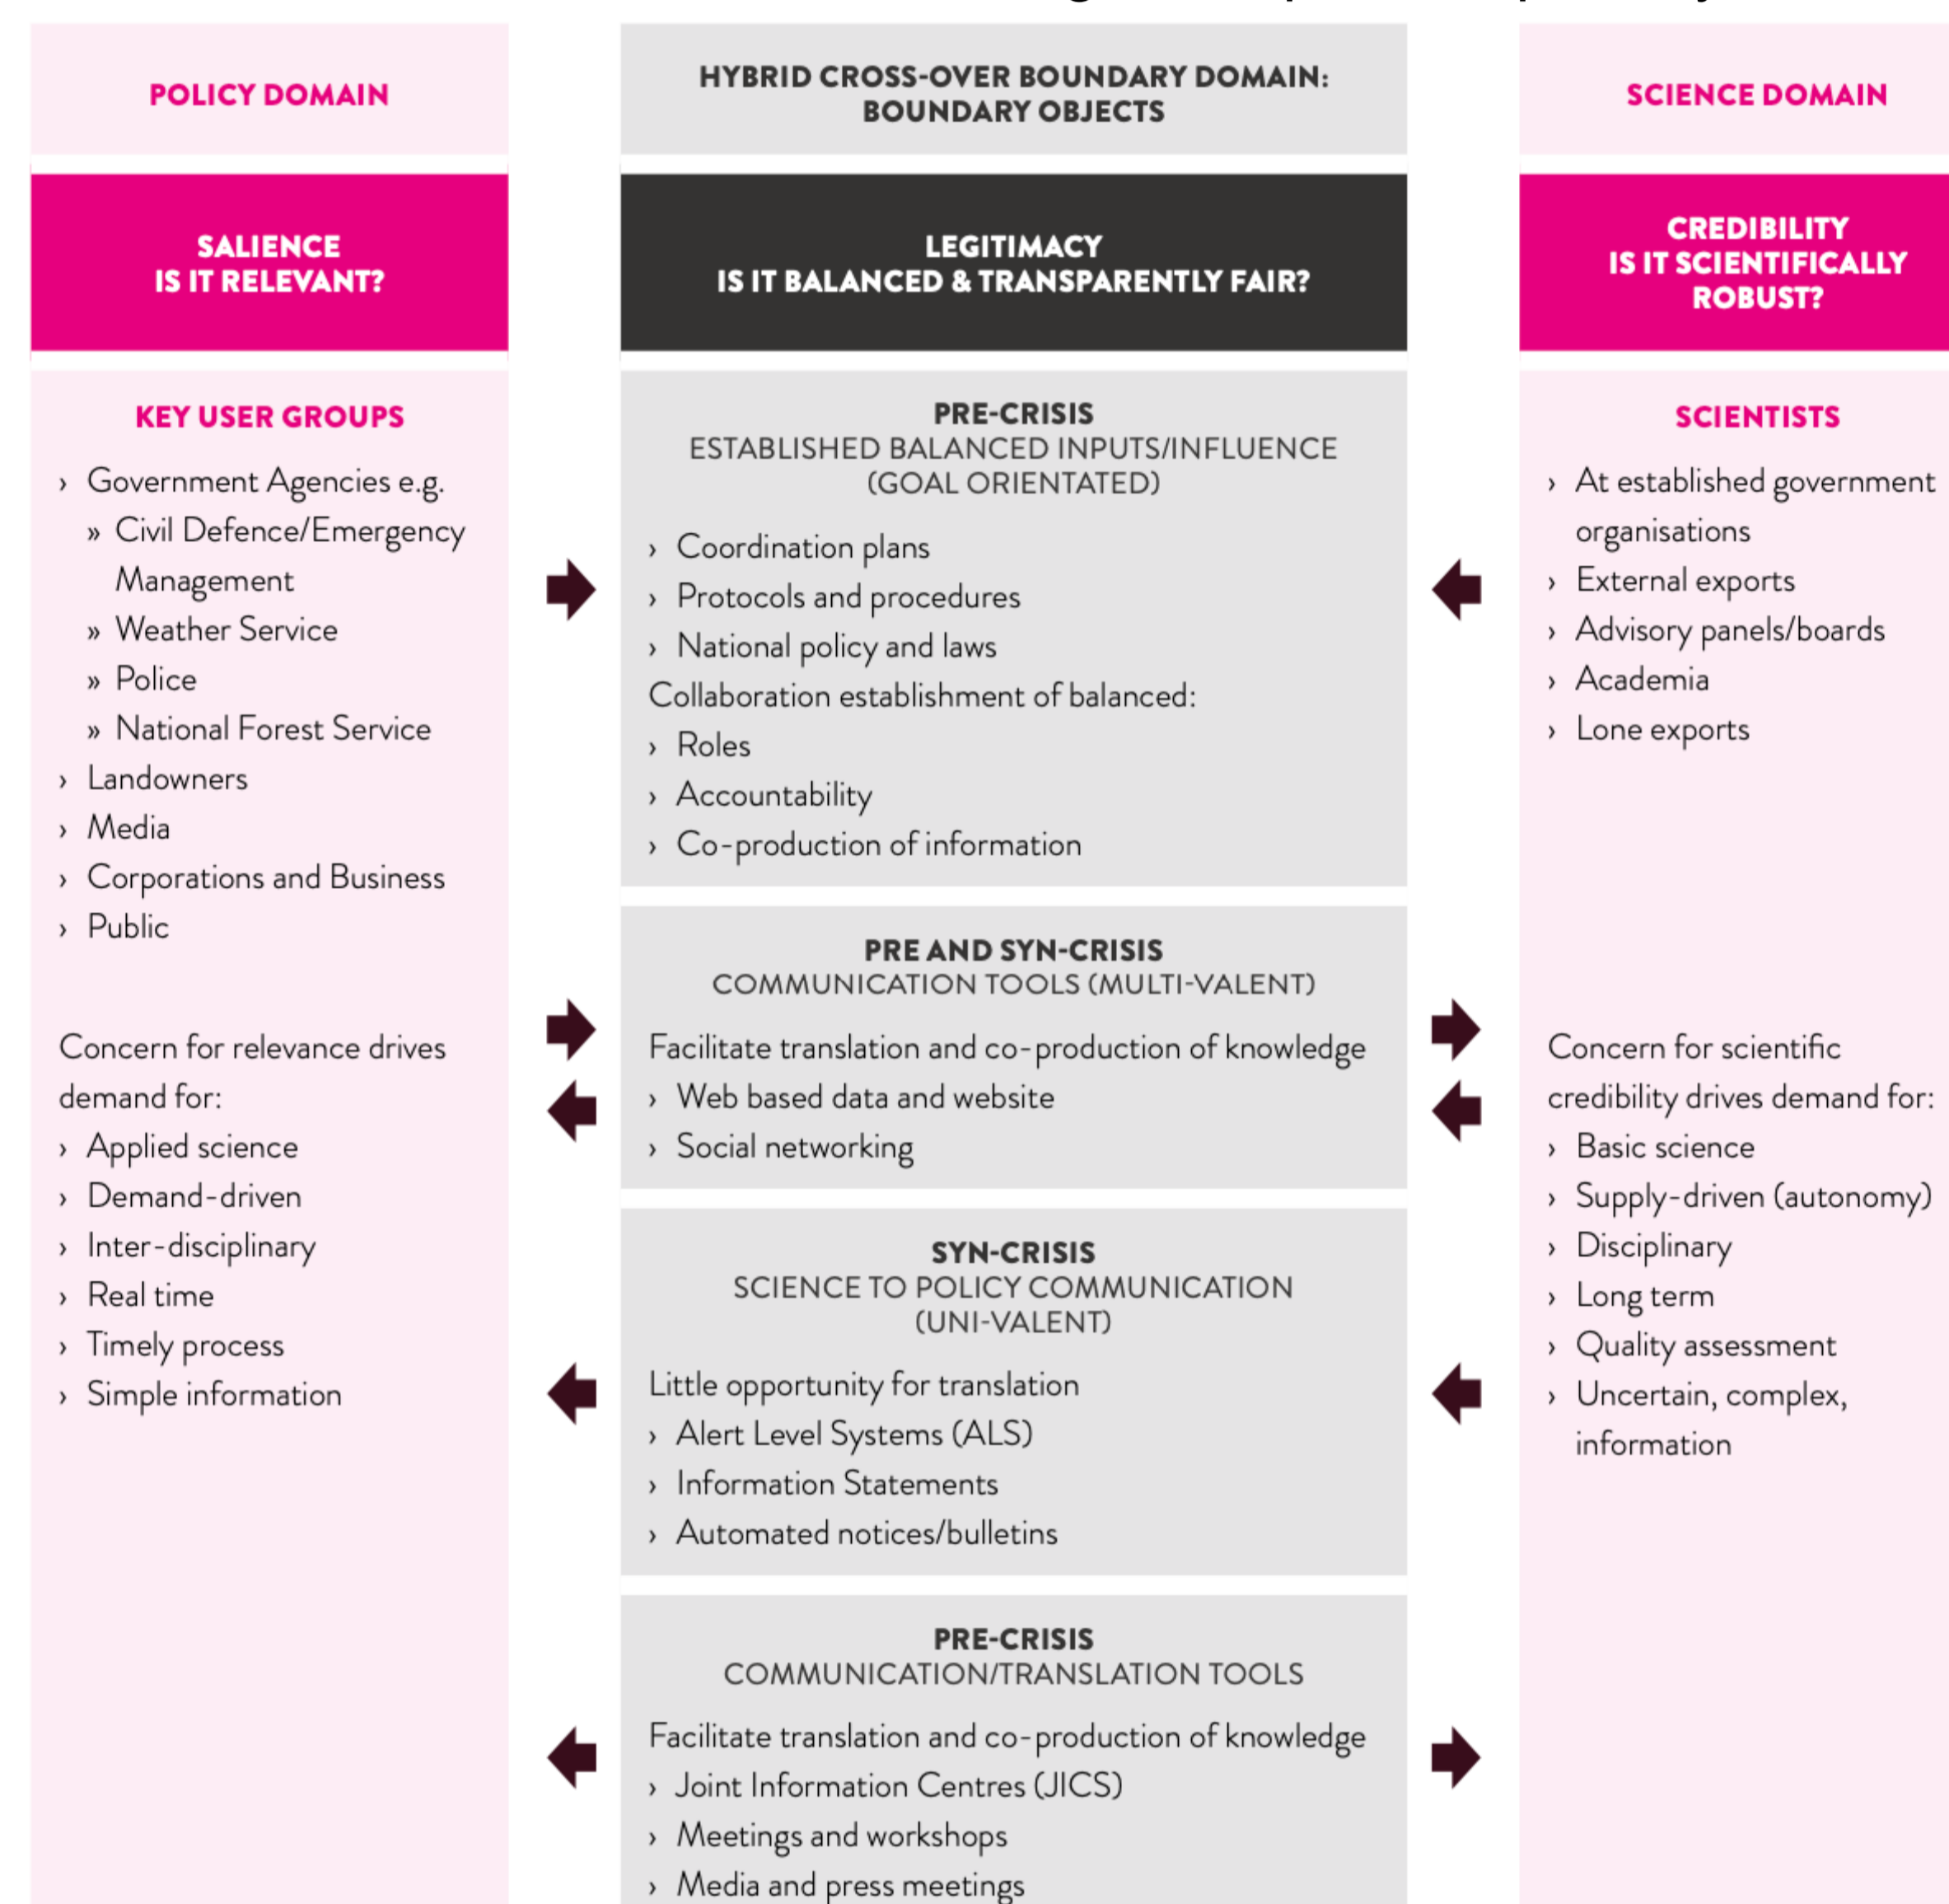 POLICY DOMAIN
SALIENCE
IS IT RELEVANT?
KEY USER GROUPS
› Government Agencies e.g.
» Civil Defence/Emergency
Management
» Weather Service
» Police
» National Forest Service
› Landowners
› Media
› Corporations and Business
› Public
Concern for relevance drives
demand for:
› Applied science
› Demand-driven
› Inter-disciplinary
› Real time
› Timely process
› Simple information
HYBRID CROSS-OVER BOUNDARY DOMAIN:
BOUNDARY OBJECTS
LEGITIMACY
IS IT BALANCED & TRANSPARENTLY FAIR?
PRE-CRISIS
ESTABLISHED BALANCED INPUTS/INFLUENCE
(GOAL ORIENTATED)
› Coordination plans
› Protocols and procedures
› National policy and laws
Collaboration establishment of balanced:
› Roles
› Accountability
› Co-production of information
PRE AND SYN-CRISIS
COMMUNICATION TOOLS (MULTI-VALENT)
Facilitate translation and co-production of knowledge
› Web based data and website
› Social networking
SYN-CRISIS
SCIENCE TO POLICY COMMUNICATION
(UNI-VALENT)
Little opportunity for translation
› Alert Level Systems (ALS)
› Information Statements
› Automated notices/bulletins
PRE-CRISIS
COMMUNICATION/TRANSLATION TOOLS
Facilitate translation and co-production of knowledge
› Joint Information Centres (JICS)
› Meetings and workshops
› Media and press meetings
SCIENCE DOMAIN
CREDIBILITY
IS IT SCIENTIFICALLY
ROBUST?
SCIENTISTS
› At established government
organisations
› External exports
› Advisory panels/boards
› Academia
› Lone exports
Concern for scientific
credibility drives demand for:
› Basic science
› Supply-driven (autonomy)
› Disciplinary
› Long term
› Quality assessment
› Uncertain, complex,
information